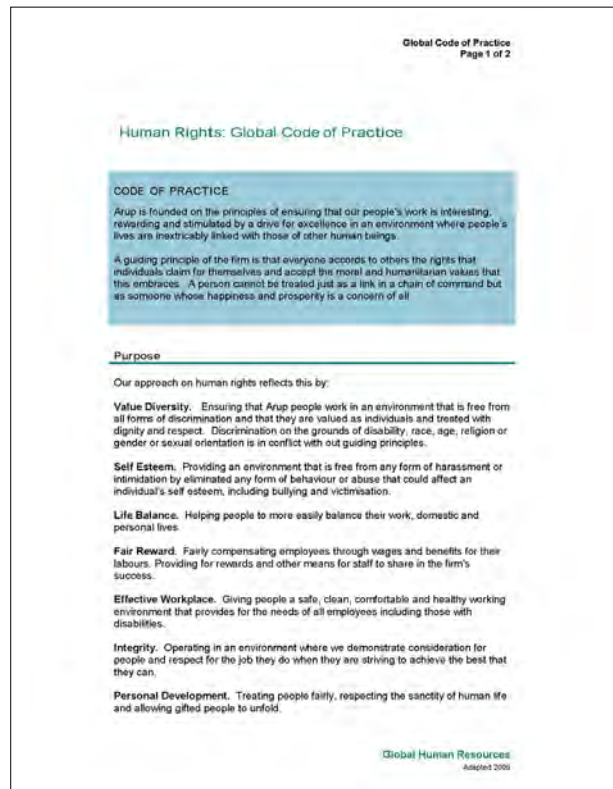 Global Code of Practice
Page 1 of 2
Human Rights: Global Code of Practice
CODE OF PRACTICE
Arup is founded on the principles of ensuring that our people's work is interesting,
rewarding and stimulated by a drive for excellence in an environment where people's
lives are inextricably linked with those of other human beings.
A guiding principle of the firm is that everyone accords to others the rights that
individuals claim for themselves and accept the moral and humanitarian values that
this embraces. A person cannot be treated just as a link in a chain of command but
as someone whose happiness and prosperity is a concern of all
Purpose
Our approach on human rights reflects this by:
Value Diversity. Ensuring that Arup people work in an environment that is free from
all forms of discrimination and that they are valued as individuals and treated with
dignity and respect. Discrimination on the grounds of disability, race, age, religion or
gender or sexual orientation is in conflict with out guiding principles.
Self Esteem. Providing an environment that is free from any form of harassment or
intimidation by eliminated any form of behaviour or abuse that could affect an
individual's self esteem, including bullying and victimisation.
Life Balance. Helping people to more easily balance their work, domestic and
personal lives.
Fair Reward. Fairly compensating employees through wages and benefits for their
labours. Providing for rewards and other means for staff to share in the firm's
success.
Effective Workplace. Giving people a safe, clean, comfortable and healthy working
environment that provides for the needs of all employees including those with
disabilities.
Integrity. Operating in an environment where we demonstrate consideration for
people and respect for the job they do when they are striving to achieve the best that
they can.
Personal Development. Treating people fairly, respecting the sanctity of human life
and allowing gifted people to unfold.
Global Human Resources